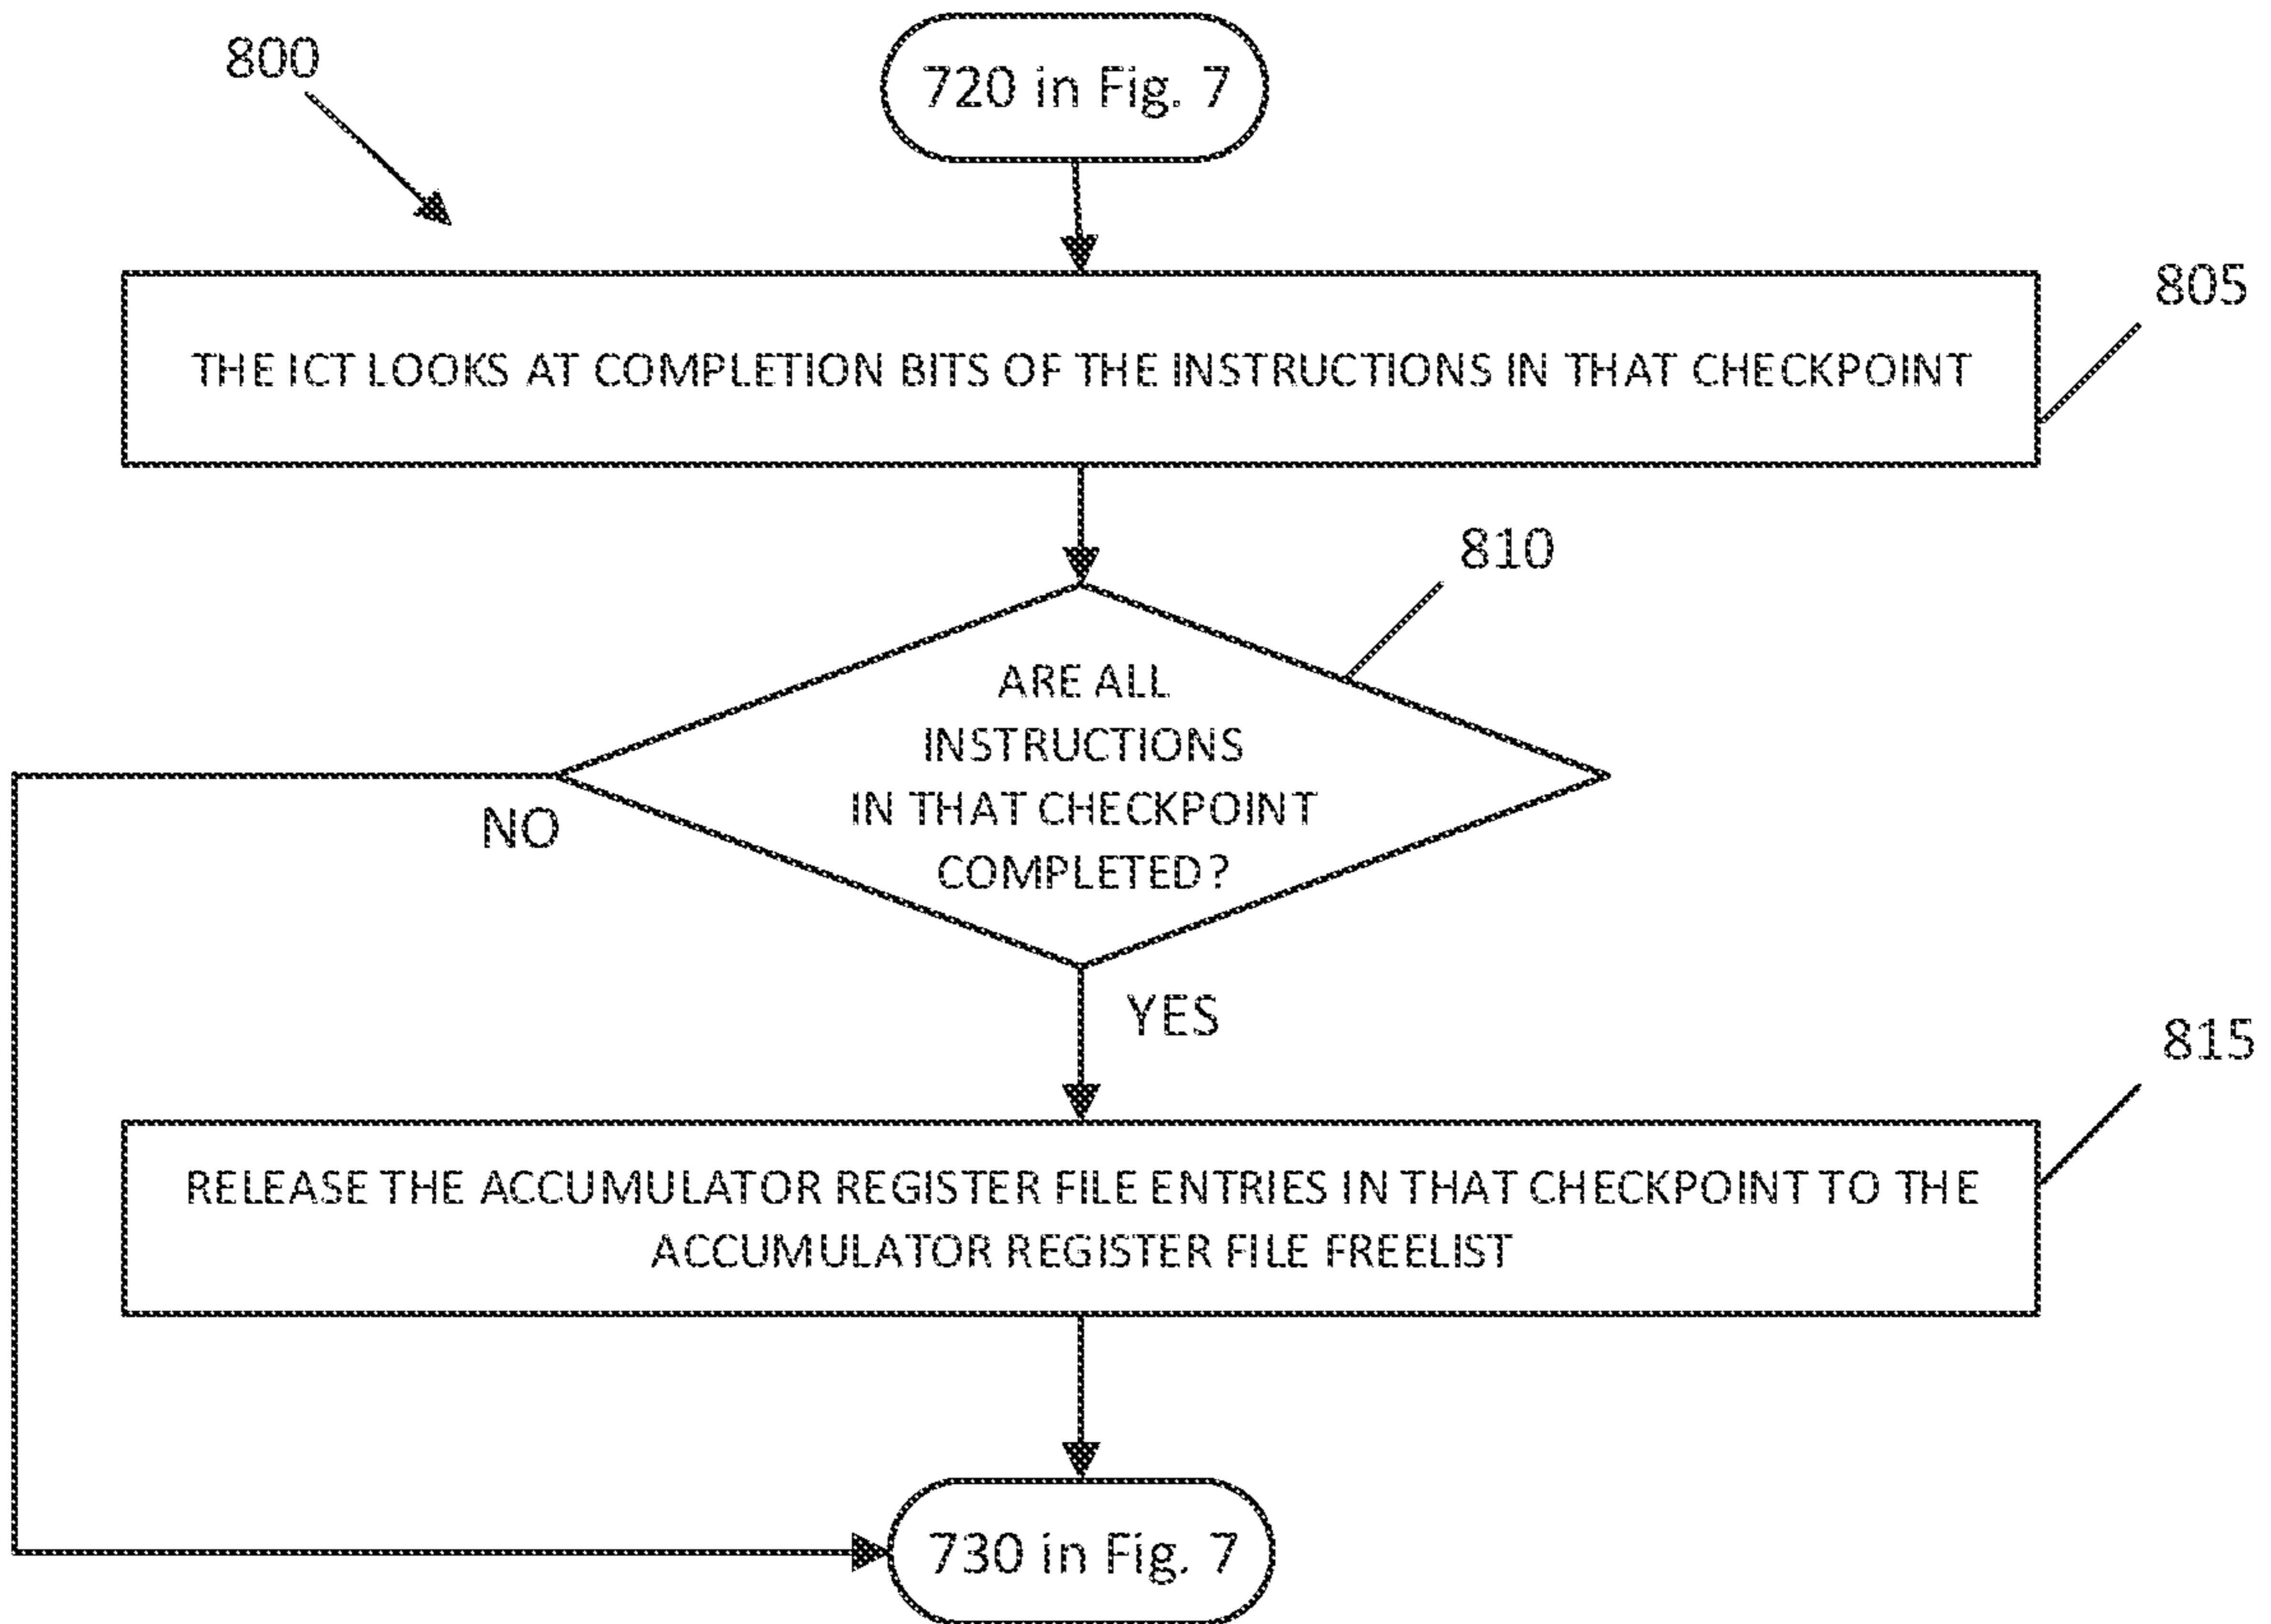 800
720 in Fig. 7
805
THE ICT LOOKS AT COMPLETION BITS OF THE INSTRUCTIONS IN THAT CHECKPOINT
810
ARE ALL
INSTRUCTIONS
IN THAT CHECKPOINT
COMPLETED?
NO
YES
815
RELEASE THE ACCUMULATOR REGISTER FILE ENTRIES IN THAT CHECKPOINT TO THE
ACCUMULATOR REGISTER FILE FREELIST
730 in Fig. 7